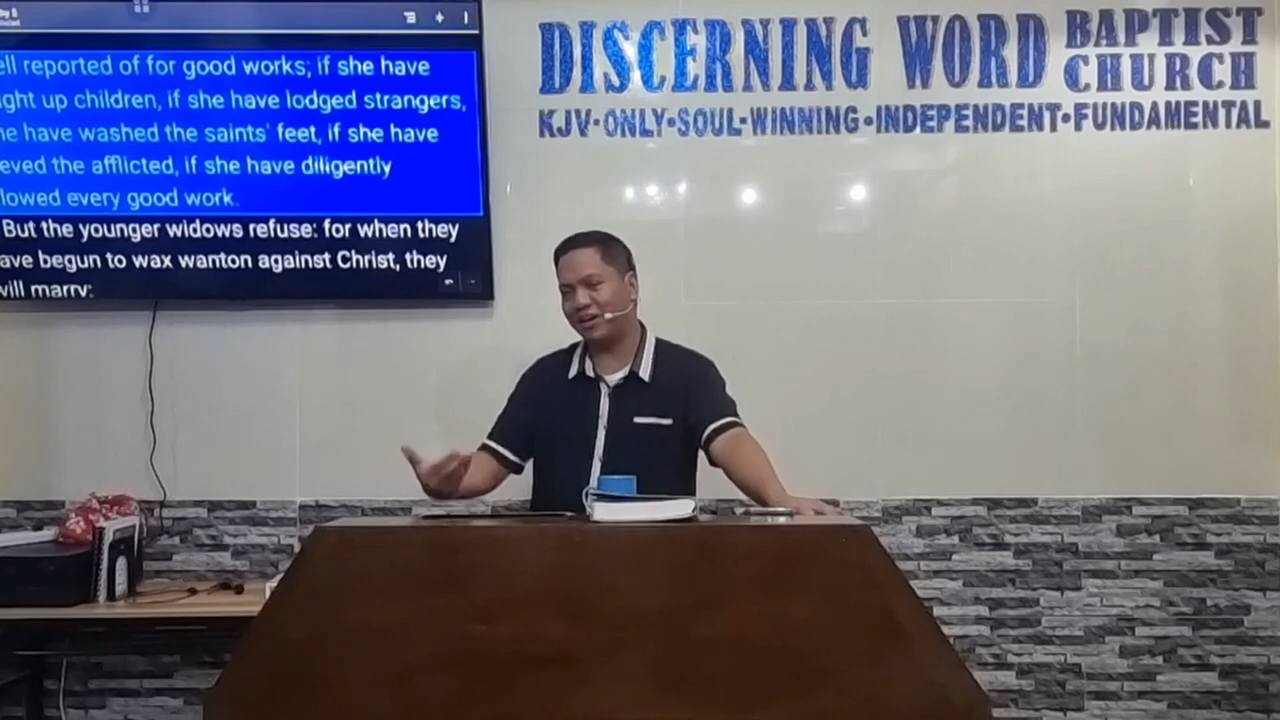 ell reported of for good works; if she have
ght up children, if she have lodged strangers,
he have washed the saints' feet, if she have
eved the afflicted, if she have diligently
lowed every good work.
But the younger widows refuse: for when they
ave begun to wax wanton against Christ, they
vill marry:
DISCERNING WORD BAPTIST CHURCH
KJV-ONLY•SOUL-WINNING•INDEPENDENT•FUNDAMENTAL